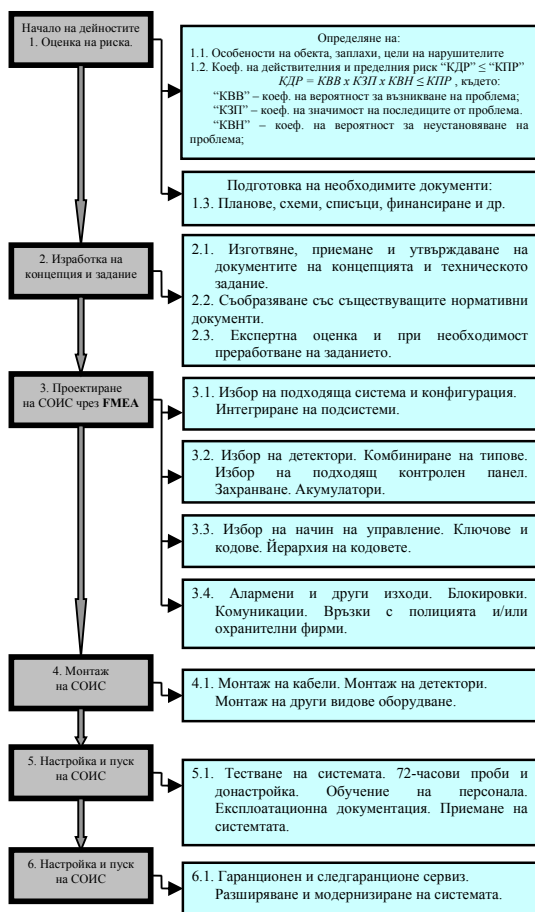 Начало на дейностите
1. Оценка на риска.
Определяне на:
1.1. Особености на обекта, заплахи, цели на нарушителите
1.2. Коеф. на действителния и пределния риск “КДР” ≤ “КПР”
КДР = КВВ x КЗП x КВН ≤ КПР , където:
“КВВ” – коеф. на вероятност за възникване на проблема;
“КЗП” – коеф. на значимост на последиците от проблема.
“КВН” – коеф. на вероятност за неустановяване на
проблема;
Подготовка на необходимите документи:
1.3. Планове, схеми, списъци, финансиране и др.
2. Изработка на
концепция и задание
2.1. Изготвяне, приемане и утвърждаване на
документите на концепцията и техническото
задание.
2.2. Съобразяване със съществуващите нормативни
документи.
2.3. Експертна оценка и при необходимост
преработване на заданието.
3. Проектиране
на СОИС чрез FMEA
3.1. Избор на подходяща система и конфигурация.
Интегриране на подсистеми.
3.2. Избор на детектори. Комбиниране на типове.
Избор на подходящ контролен панел.
Захранване. Акумулатори.
3.3. Избор на начин на управление. Ключове и
кодове. Йерархия на кодовете.
3.4. Алармени и други изходи. Блокировки.
Комуникации. Връзки с полицията и/или
охранителни фирми.
4. Монтаж
на СОИС
4.1. Монтаж на кабели. Монтаж на детектори.
Монтаж на други видове оборудване.
5. Настройка и пуск
на СОИС
5.1. Тестване на системата. 72-часови проби и
донастройка. Обучение на персонала.
Експлоатационна документация. Приемане на
системтата.
6. Настройка и пуск
на СОИС
6.1. Гаранционен и следгаранционе сервиз.
Разширяване и модернизиране на системата.